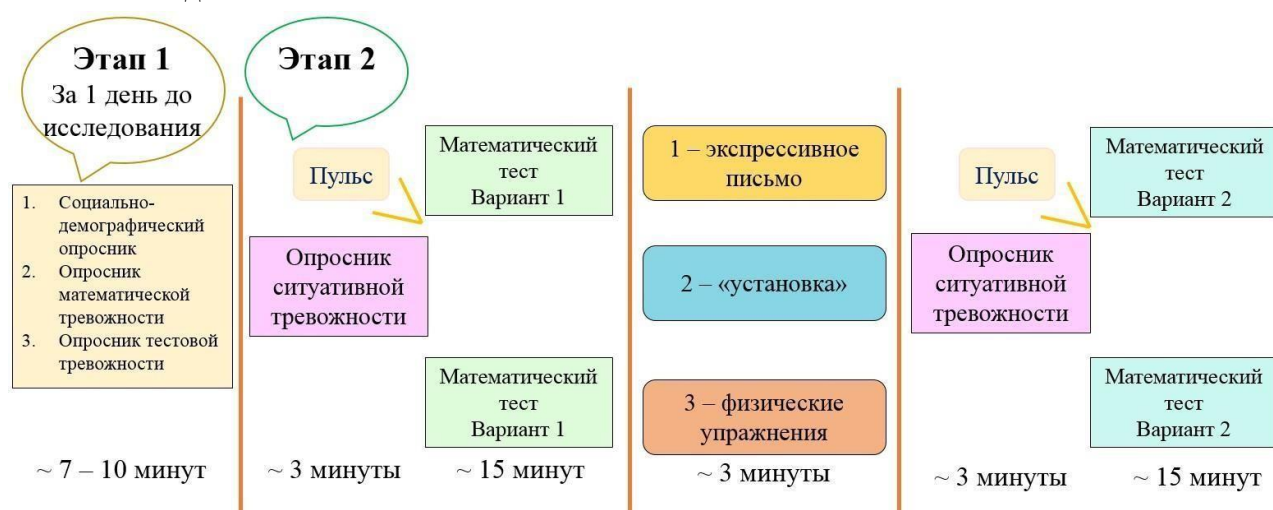 Этап 1
За 1 день до
исследования
1. Социально-
демографический
опросник
2. Опросник
математической
тревожности
3. Опросник тестовой
тревожности
~ 7 – 10 минут
Этап 2
Пульс
Опросник
ситуативной
тревожности
~ 3 минуты
Математический
тест
Вариант 1
Математический
тест
Вариант 1
~ 15 минут
1 – экспрессивное
письмо
2 – «установка»
3 – физические
упражнения
~ 3 минуты
Пульс
Опросник
ситуативной
тревожности
~ 3 минуты
Математический
тест
Вариант 2
Математический
тест
Вариант 2
~ 15 минут